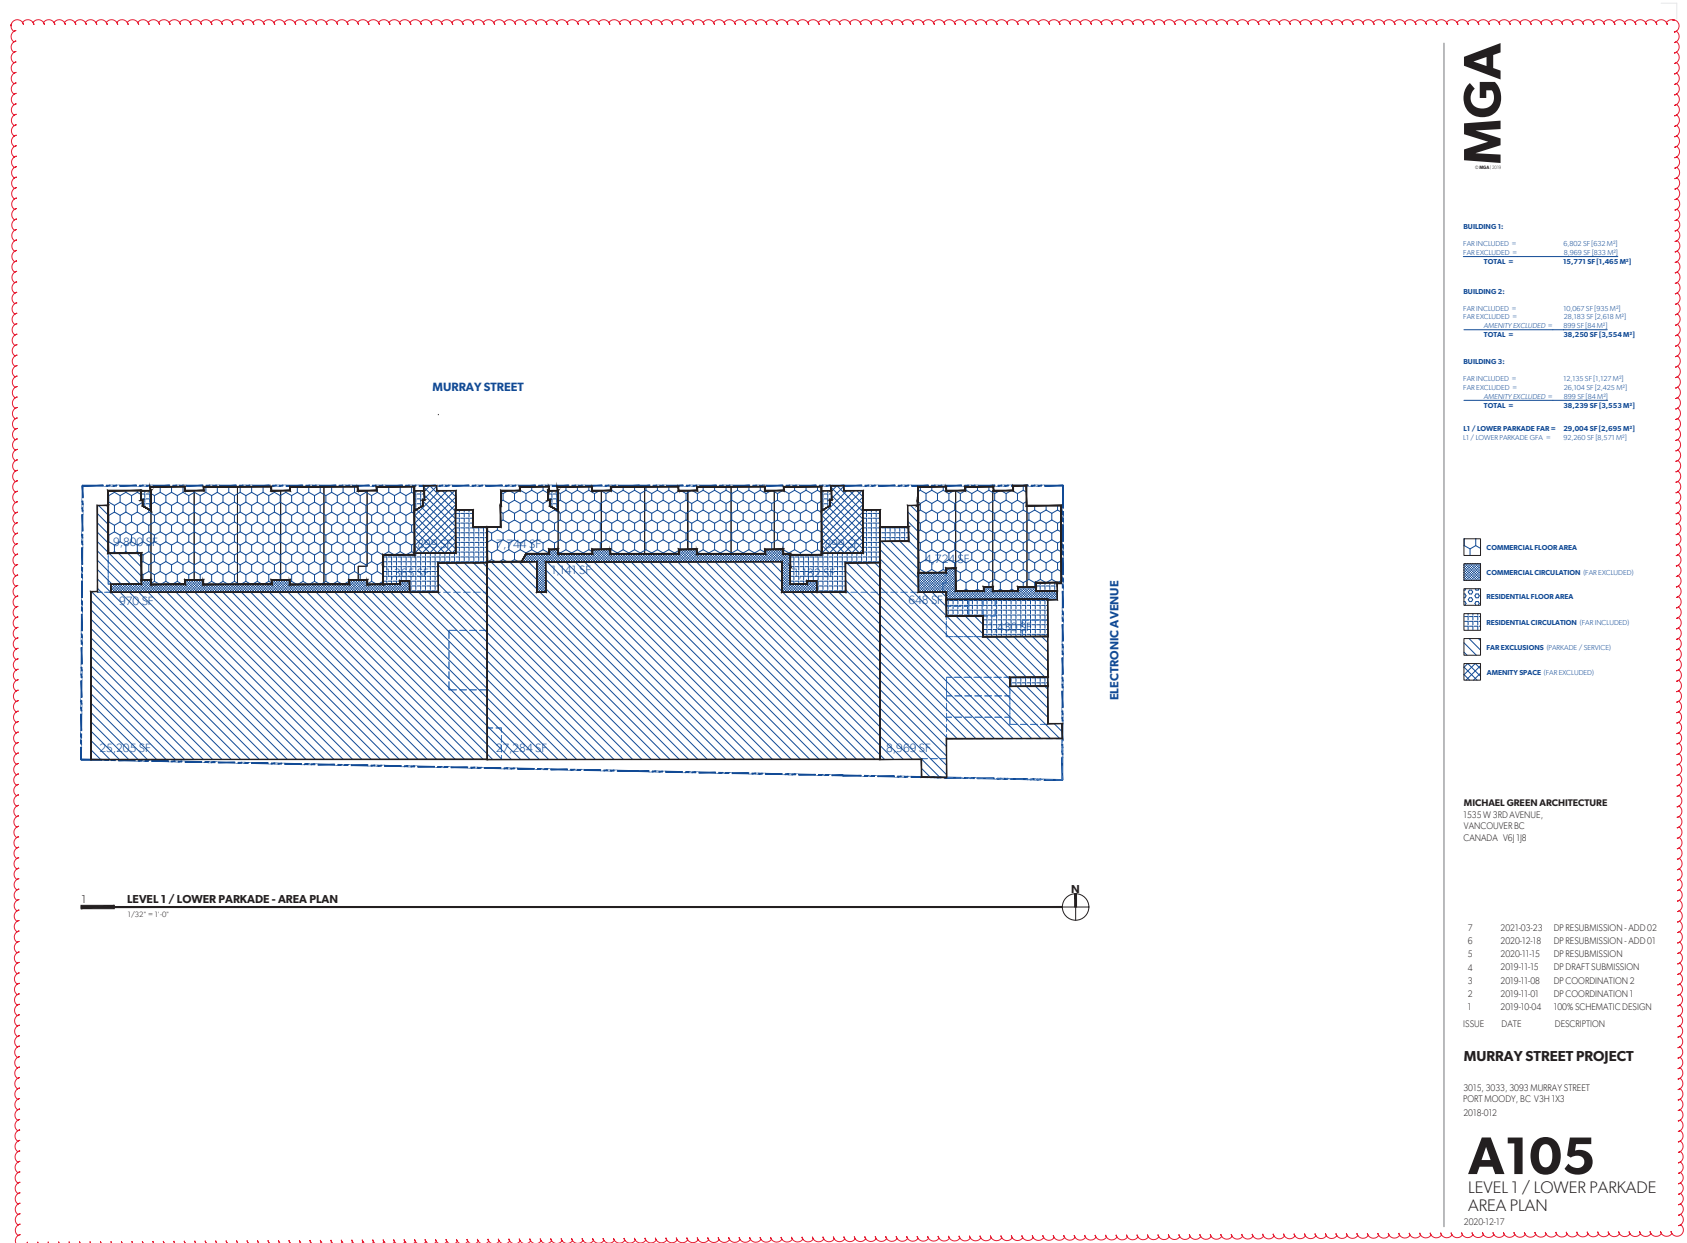 MGA
© MGA | 2019
BUILDING 1:
FAR INCLUDED = 6,802 SF [632 M²]
FAR EXCLUDED = 8,969 SF [833 M²]
TOTAL = 15,771 SF [1,465 M²]
BUILDING 2:
FAR INCLUDED = 10,067 SF [935 M²]
FAR EXCLUDED = 28,183 SF [2,618 M²]
AMENITY EXCLUDED = 899 SF [84 M²]
TOTAL = 38,250 SF [3,554 M²]
BUILDING 3:
FAR INCLUDED = 12,135 SF [1,127 M²]
FAR EXCLUDED = 26,104 SF [2,425 M²]
AMENITY EXCLUDED = 899 SF [84 M²]
TOTAL = 38,239 SF [3,553 M²]
L1 / LOWER PARKADE FAR = 29,004 SF [2,695 M²]
L1 / LOWER PARKADE GFA = 92,260 SF [8,571 M²]
MURRAY STREET
ELECTRONIC AVENUE
7,744 SF
4,724 SF
1,141 SF
970 SF
648 SF
25,205 SF
27,284 SF
8,969 SF
COMMERCIAL FLOOR AREA
COMMERCIAL CIRCULATION (FAR EXCLUDED)
RESIDENTIAL FLOOR AREA
RESIDENTIAL CIRCULATION (FAR INCLUDED)
FAR EXCLUSIONS (PARKADE / SERVICE)
AMENITY SPACE (FAR EXCLUDED)
1 LEVEL 1 / LOWER PARKADE - AREA PLAN
1/32" = 1'-0"
N
MICHAEL GREEN ARCHITECTURE
1535 W 3RD AVENUE,
VANCOUVER BC
CANADA V6J 1J8
7 2021-03-23 DP RESUBMISSION - ADD 02
6 2020-12-18 DP RESUBMISSION - ADD 01
5 2020-11-15 DP RESUBMISSION
4 2019-11-15 DP DRAFT SUBMISSION
3 2019-11-08 DP COORDINATION 2
2 2019-11-01 DP COORDINATION 1
1 2019-10-04 100% SCHEMATIC DESIGN
ISSUE DATE DESCRIPTION
MURRAY STREET PROJECT
3015, 3033, 3093 MURRAY STREET
PORT MOODY, BC V3H 1X3
2018-012
A105
LEVEL 1 / LOWER PARKADE
AREA PLAN
2020-12-17